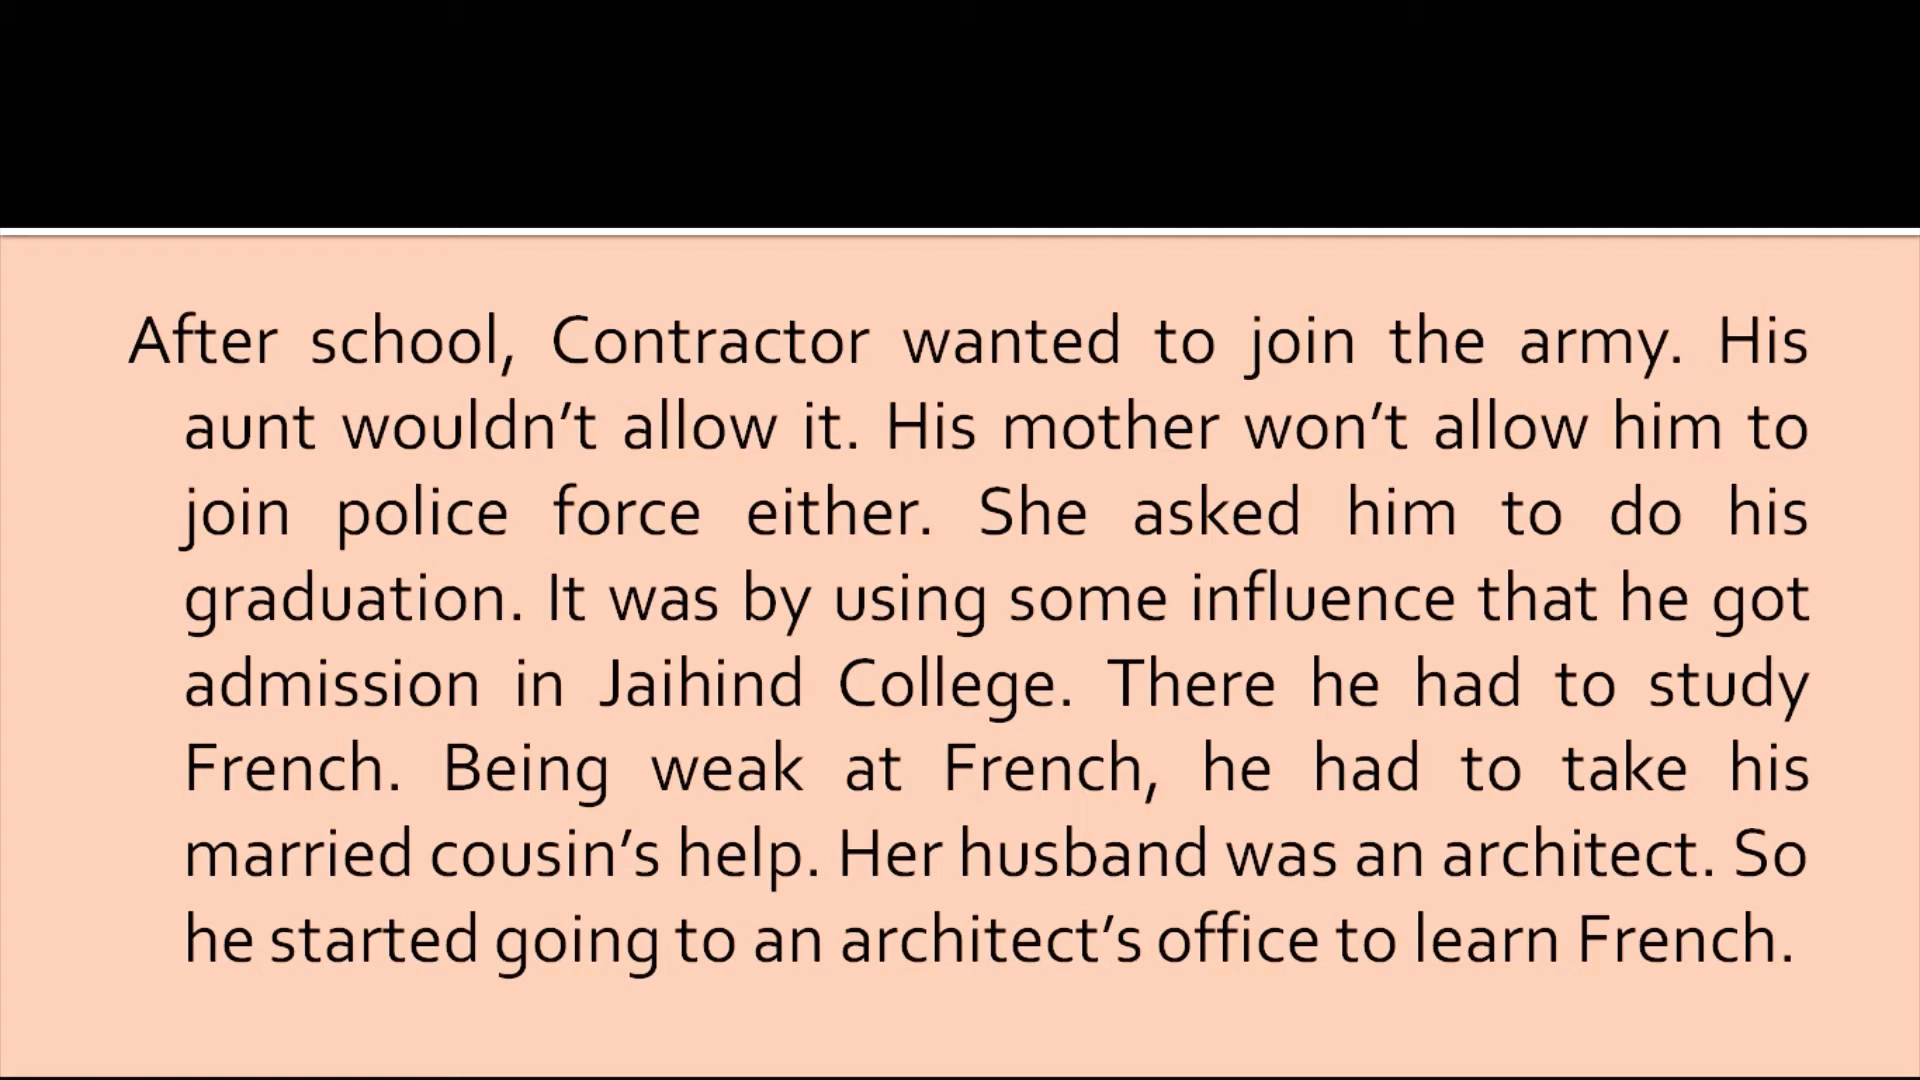 After school, Contractor wanted to join the army. His
aunt wouldn’t allow it. His mother won’t allow him to
join police force either. She asked him to do his
graduation. It was by using some influence that he got
admission in Jaihind College. There he had to study
French. Being weak at French, he had to take his
married cousin’s help. Her husband was an architect. So
he started going to an architect’s office to learn French.